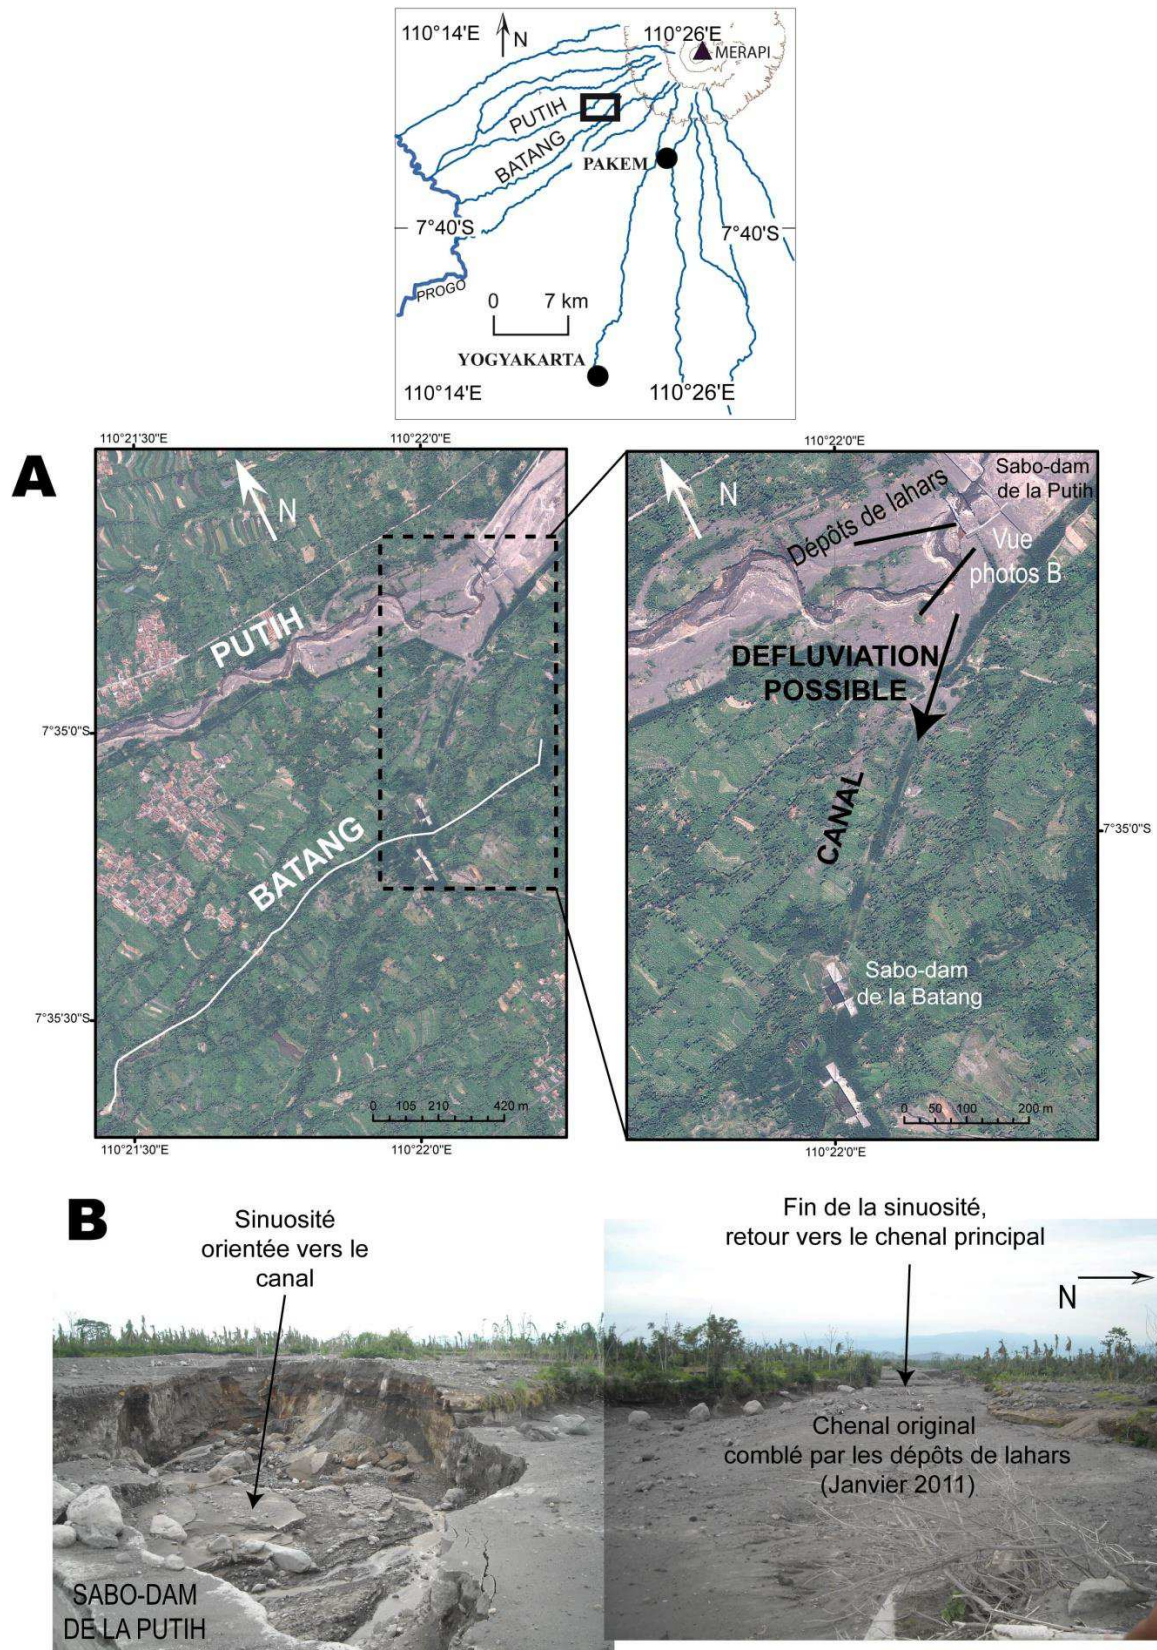 110°14'E
N
110°26'E
MERAPI
PUTIH
BATANG
PAKEM
7°40'S
7°40'S
PROGO
0 7 km
YOGYAKARTA
110°14'E
110°26'E
A
110°21'30"E
110°22'0"E
N
PUTIH
BATANG
7°35'0"S
7°35'30"S
0 105 210 420 m
110°21'30"E
110°22'0"E
110°22'0"E
N
Sabo-dam
de la Putih
Dépôts de lahars
Vue
photos B
DEFLUVIATION
POSSIBLE
CANAL
7°35'0"S
Sabo-dam
de la Batang
0 50 100 200 m
110°22'0"E
B
Sinuosité
orientée vers le
canal
SABO-DAM
DE LA PUTIH
Fin de la sinuosité,
retour vers le chenal principal
N
Chenal original
comblé par les dépôts de lahars
(Janvier 2011)